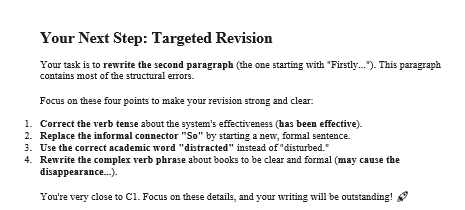 Your Next Step: Targeted Revision
Your task is to rewrite the second paragraph (the one starting with "Firstly..."). This paragraph
contains most of the structural errors.
Focus on these four points to make your revision strong and clear:
1. Correct the verb tense about the system's effectiveness (has been effective).
2. Replace the informal connector "So" by starting a new, formal sentence.
3. Use the correct academic word "distracted" instead of "disturbed."
4. Rewrite the complex verb phrase about books to be clear and formal (may cause the
disappearance...).
You're very close to C1. Focus on these details, and your writing will be outstanding! 🚀